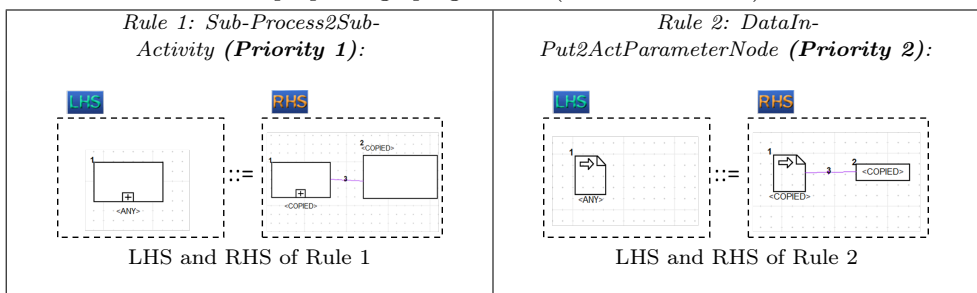 Rule 1: Sub-Process2Sub-
Activity (Priority 1):
LHS
RHS
1
<ANY>
::=
1
<COPIED>
3
2
<COPIED>
LHS and RHS of Rule 1
Rule 2: DataIn-
Put2ActParameterNode (Priority 2):
LHS
RHS
1
<ANY>
::=
1
<COPIED>
3
2
<COPIED>
LHS and RHS of Rule 2